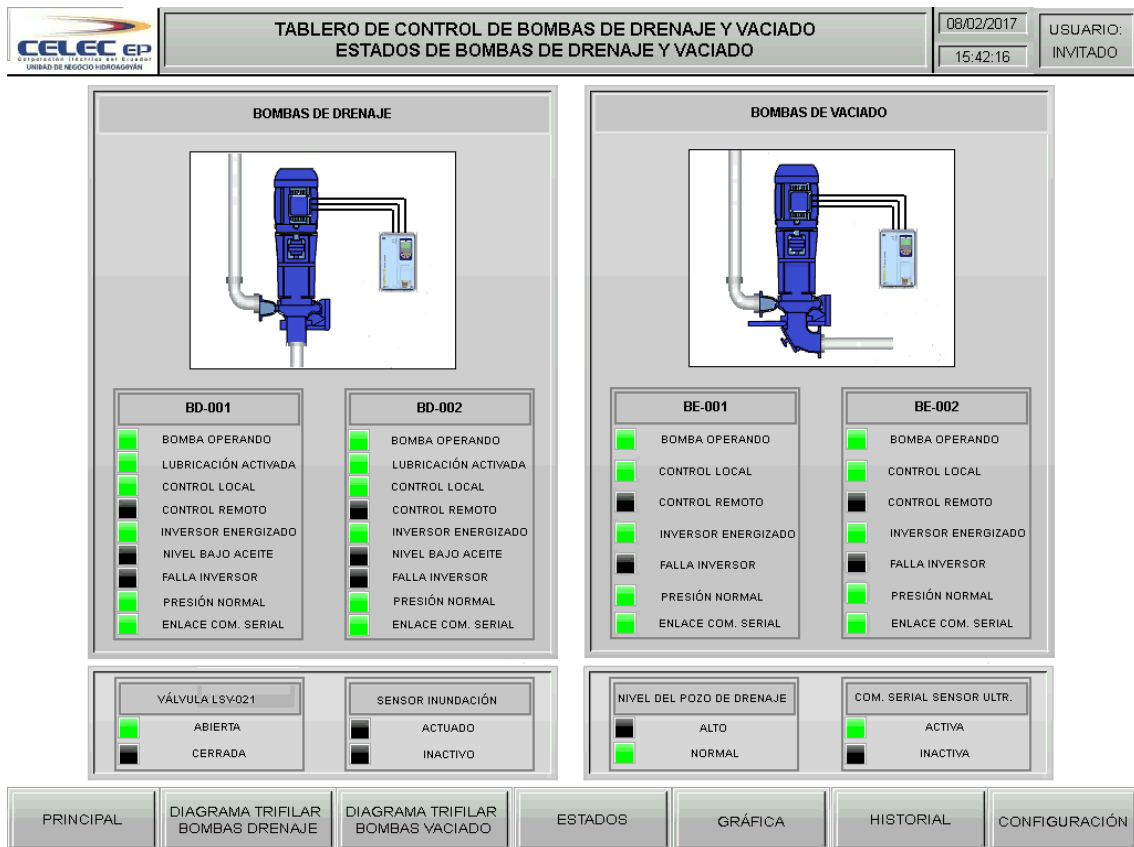 CELEC EP
Corporación Eléctrica del Ecuador
UNIDAD DE NEGOCIO HIDROAGOYÁN
TABLERO DE CONTROL DE BOMBAS DE DRENAJE Y VACIADO
ESTADOS DE BOMBAS DE DRENAJE Y VACIADO
08/02/2017
15:42:16
USUARIO:
INVITADO
BOMBAS DE DRENAJE
BD-001
BOMBA OPERANDO
LUBRICACIÓN ACTIVADA
CONTROL LOCAL
CONTROL REMOTO
INVERSOR ENERGIZADO
NIVEL BAJO ACEITE
FALLA INVERSOR
PRESIÓN NORMAL
ENLACE COM. SERIAL
BD-002
BOMBA OPERANDO
LUBRICACIÓN ACTIVADA
CONTROL LOCAL
CONTROL REMOTO
INVERSOR ENERGIZADO
NIVEL BAJO ACEITE
FALLA INVERSOR
PRESIÓN NORMAL
ENLACE COM. SERIAL
BOMBAS DE VACIADO
BE-001
BOMBA OPERANDO
CONTROL LOCAL
CONTROL REMOTO
INVERSOR ENERGIZADO
FALLA INVERSOR
PRESIÓN NORMAL
ENLACE COM. SERIAL
BE-002
BOMBA OPERANDO
CONTROL LOCAL
CONTROL REMOTO
INVERSOR ENERGIZADO
FALLA INVERSOR
PRESIÓN NORMAL
ENLACE COM. SERIAL
VÁLVULA LSV-021
ABIERTA
CERRADA
SENSOR INUNDACIÓN
ACTUADO
INACTIVO
NIVEL DEL POZO DE DRENAJE
ALTO
NORMAL
COM. SERIAL SENSOR ULTR.
ACTIVA
INACTIVA
PRINCIPAL
DIAGRAMA TRIFILAR
BOMBAS DRENAJE
DIAGRAMA TRIFILAR
BOMBAS VACIADO
ESTADOS
GRÁFICA
HISTORIAL
CONFIGURACIÓN